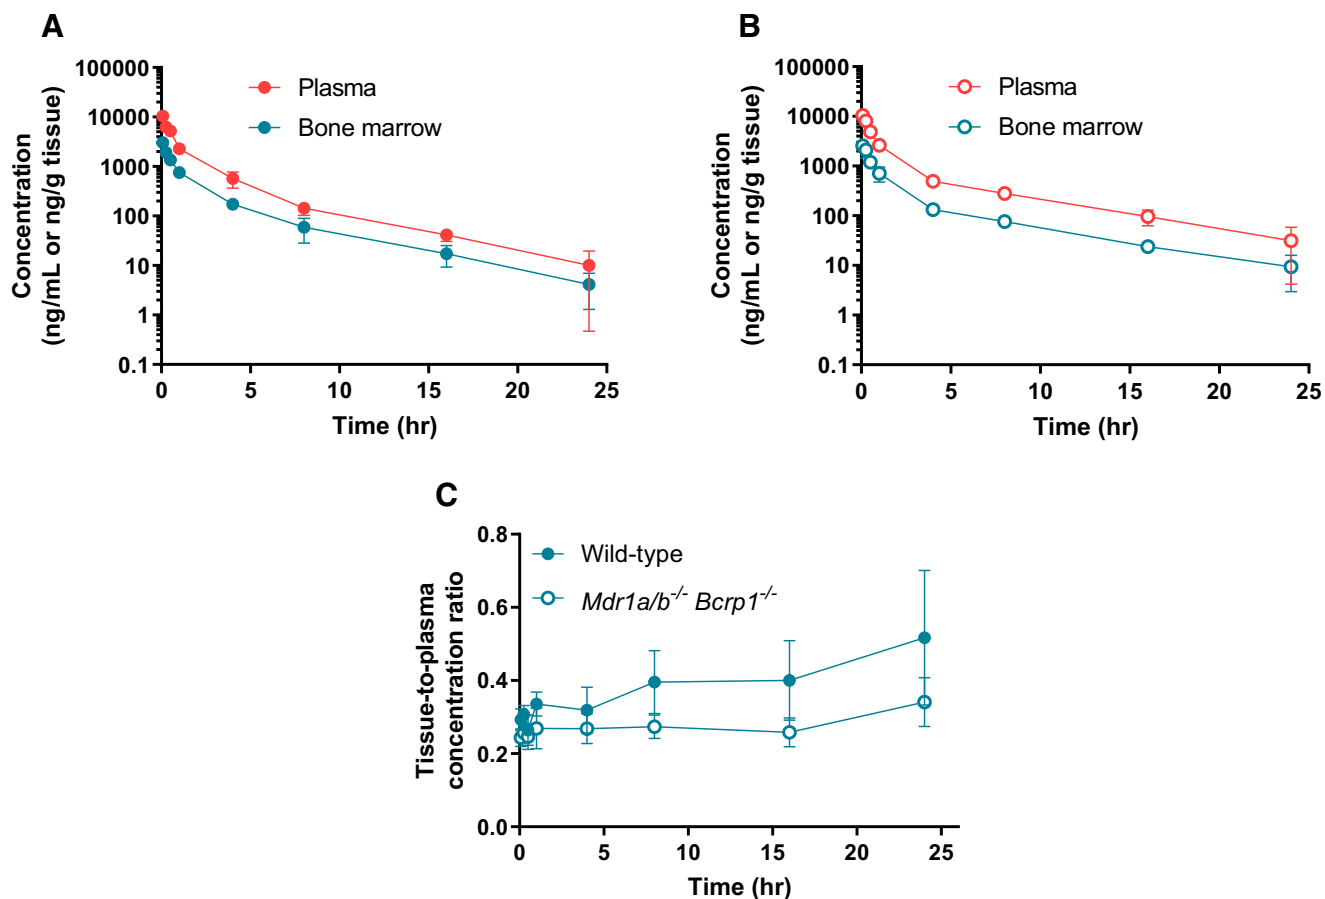 A
Concentration
(ng/mL or ng/g tissue)
100000
10000
1000
100
10
1
0.1
Plasma
Bone marrow
0 5 10 15 20 25
Time (hr)
B
Concentration
(ng/mL or ng/g tissue)
100000
10000
1000
100
10
1
0.1
Plasma
Bone marrow
0 5 10 15 20 25
Time (hr)
C
Tissue-to-plasma
concentration ratio
0.8
0.6
0.4
0.2
0.0
Wild-type
Mdr1a/b-/- Bcrp1-/-
0 5 10 15 20 25
Time (hr)